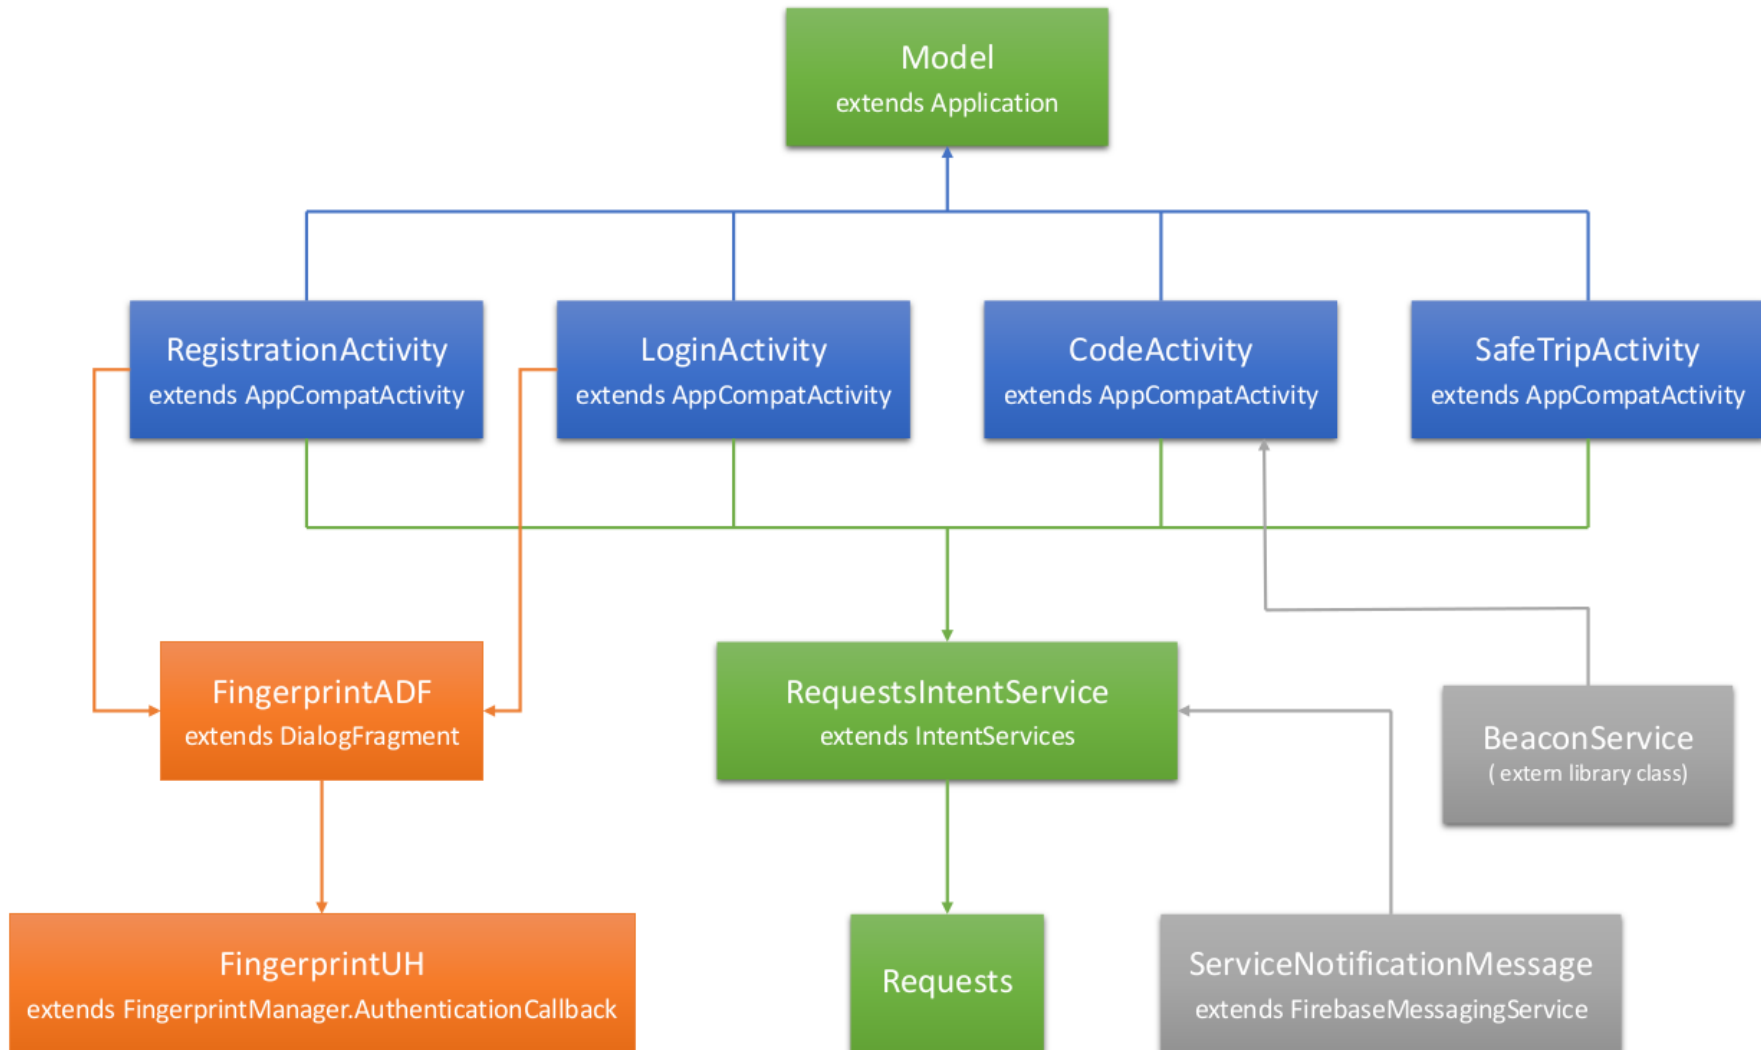 Model
extends Application
RegistrationActivity
extends AppCompatActivity
LoginActivity
extends AppCompatActivity
CodeActivity
extends AppCompatActivity
SafeTripActivity
extends AppCompatActivity
FingerprintADF
extends DialogFragment
RequestsIntentService
extends IntentServices
BeaconService
( extern library class)
FingerprintUH
extends FingerprintManager.AuthenticationCallback
Requests
ServiceNotificationMessage
extends FirebaseMessagingService